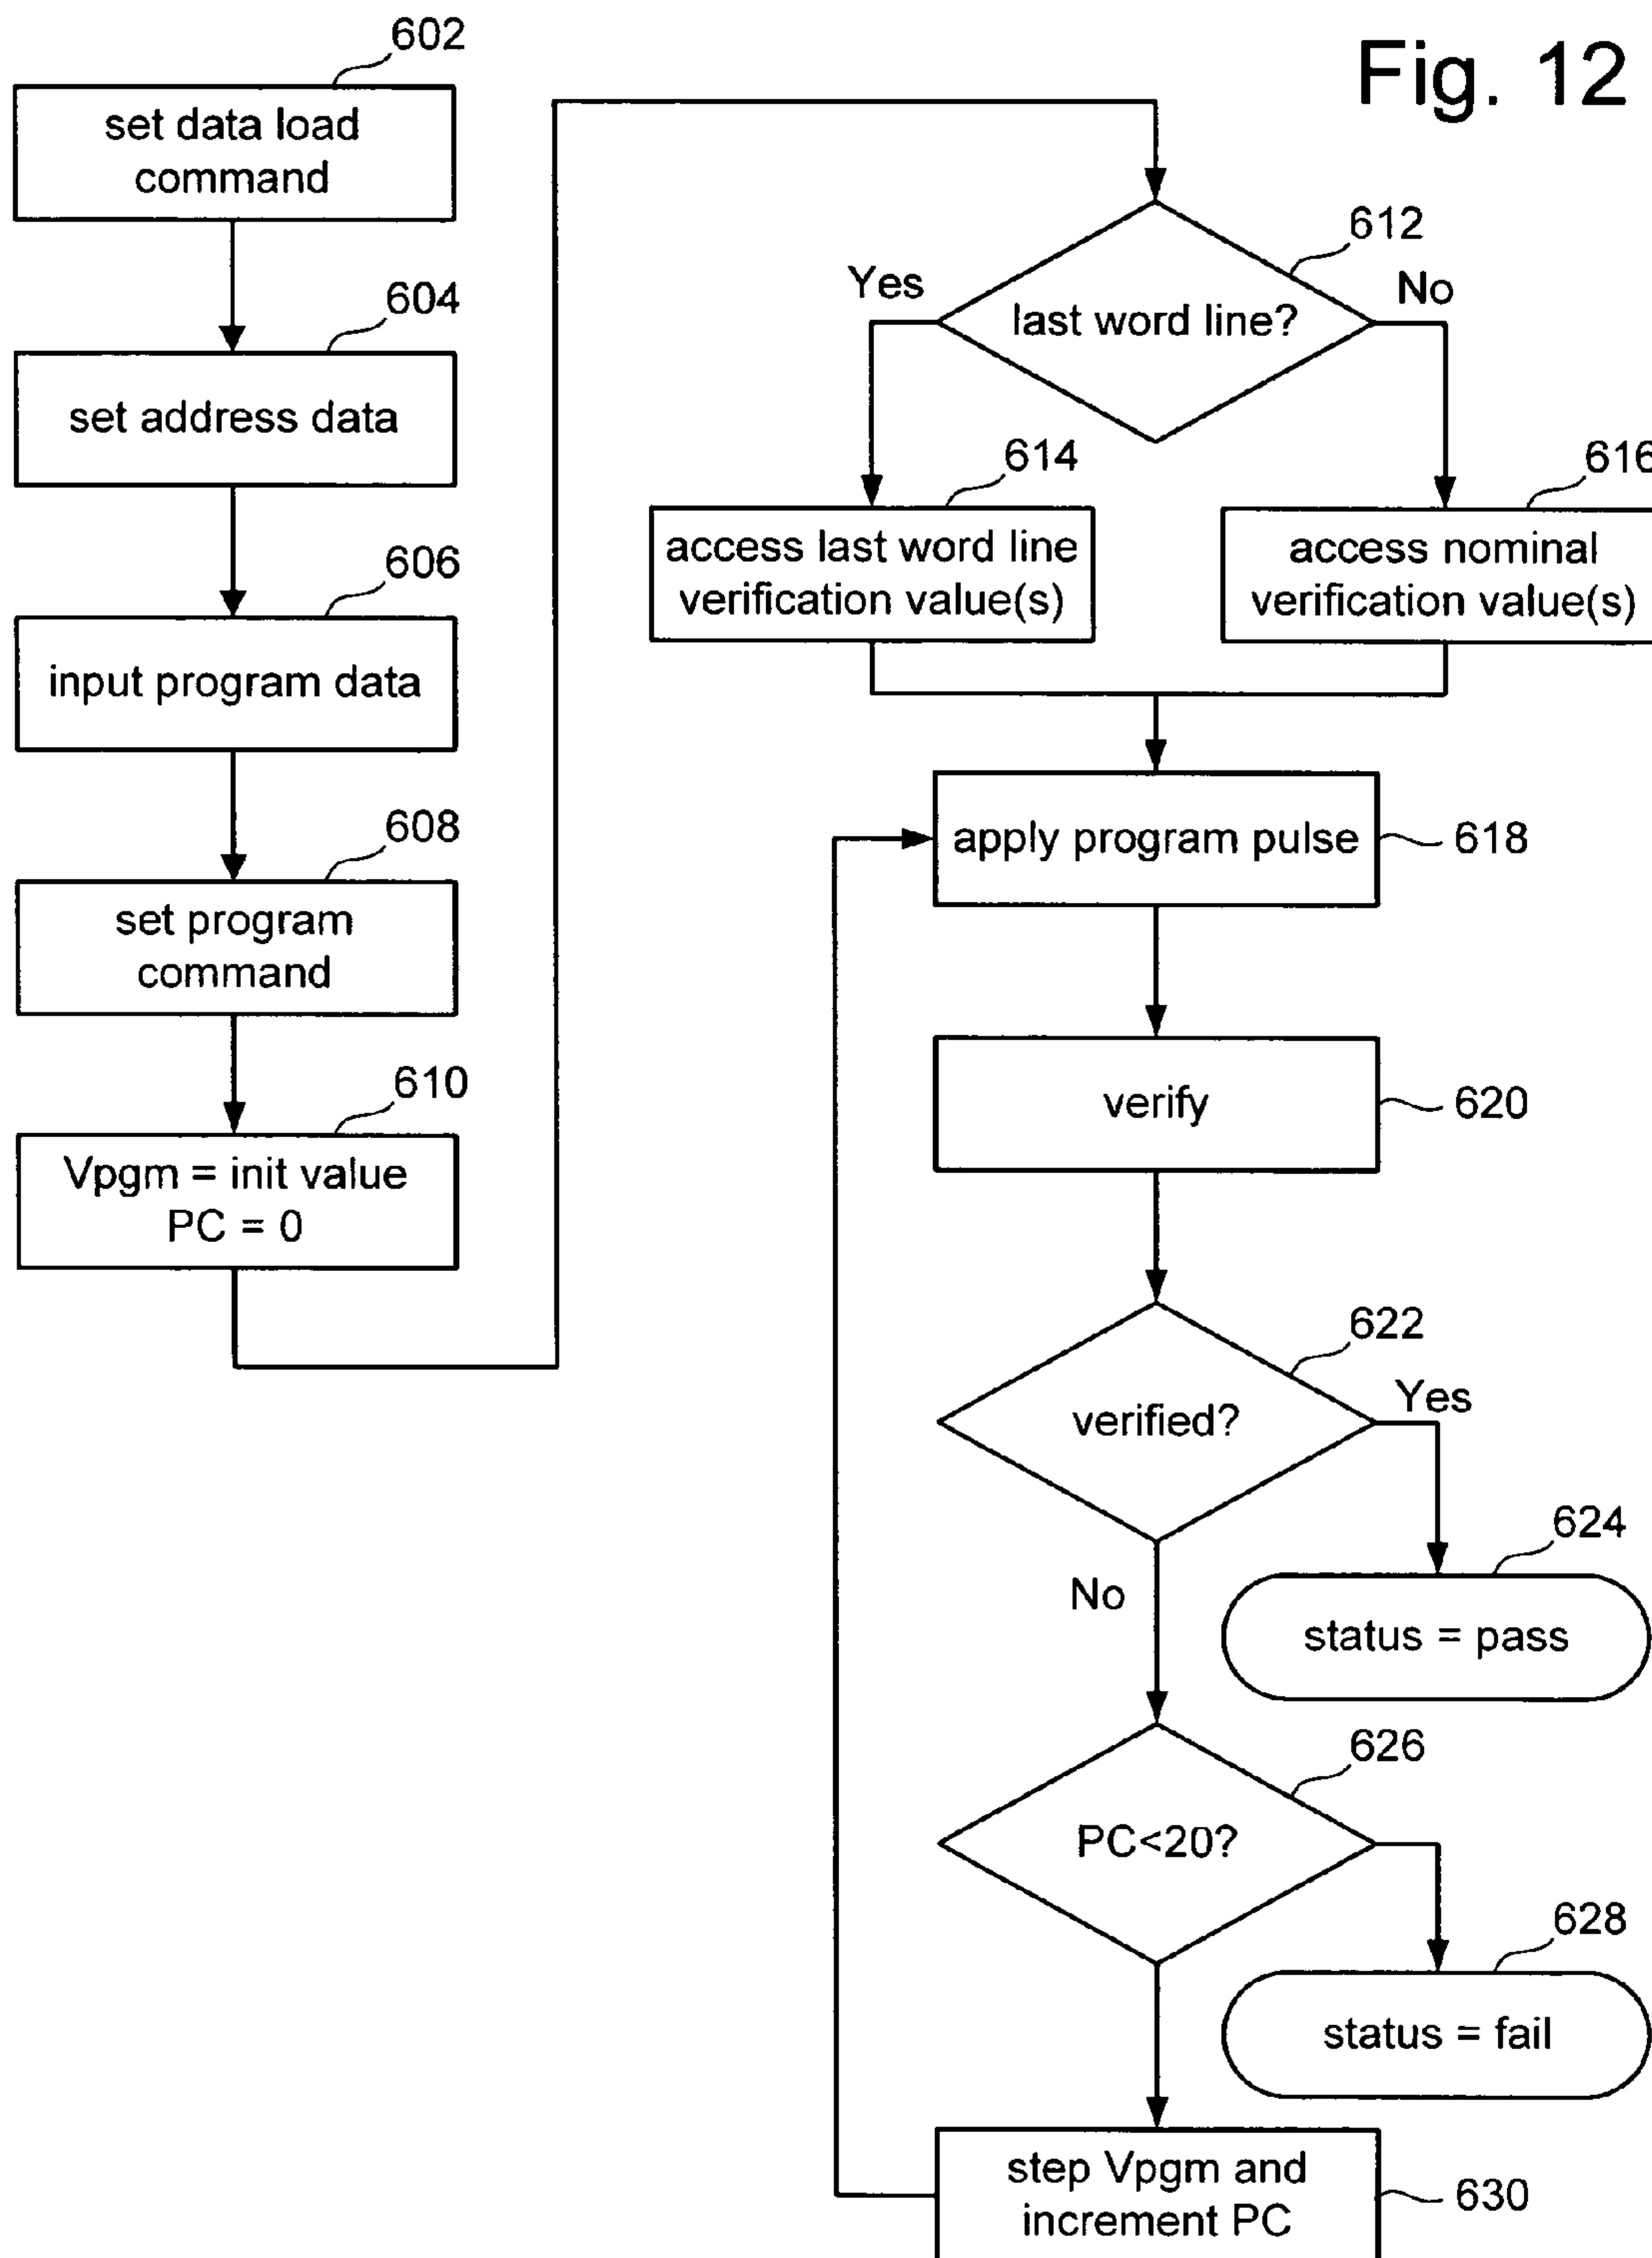 Fig. 12
602
set data load
command
604
set address data
606
input program data
608
set program
command
610
Vpgm = init value
PC = 0
612
last word line?
Yes
No
614
access last word line
verification value(s)
616
access nominal
verification value(s)
apply program pulse
618
verify
620
622
verified?
Yes
624
status = pass
No
626
PC<20?
628
status = fail
step Vpgm and
increment PC
630